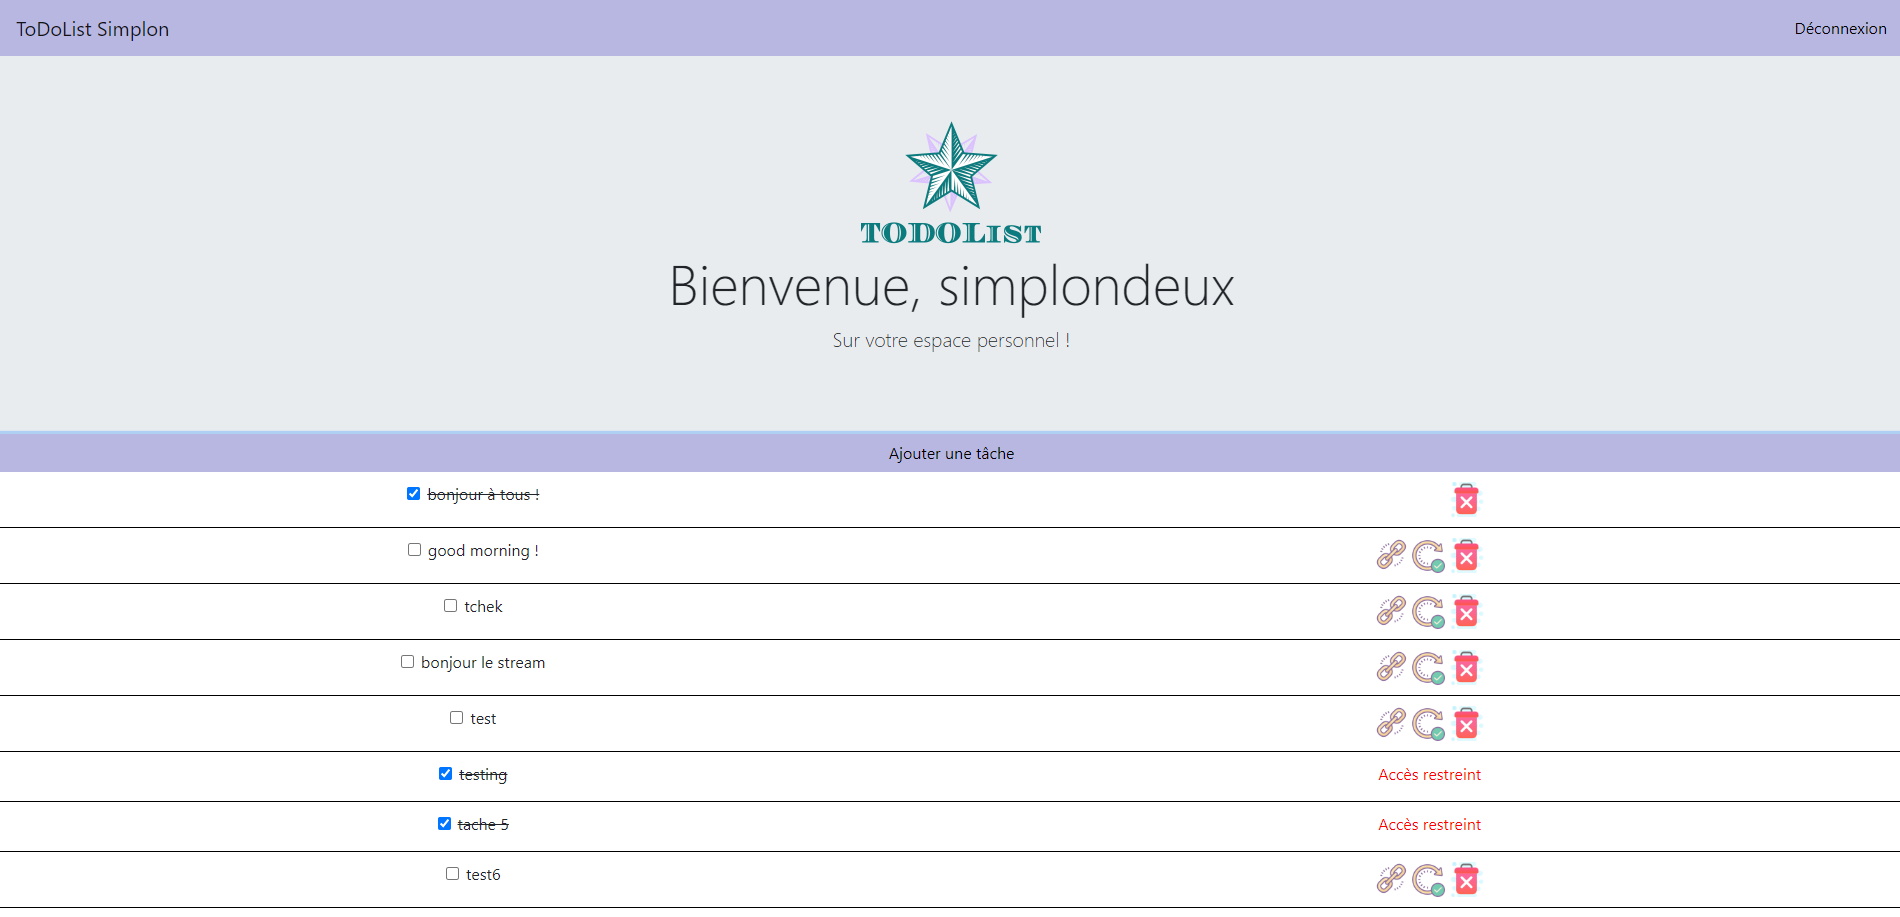 ToDoList Simplon
Déconnexion
TODOLIST
Bienvenue, simplondeux
Sur votre espace personnel !
Ajouter une tâche
bonjour à tous !
good morning !
tchek
bonjour le stream
test
testing
Accès restreint
tache 5
Accès restreint
test6